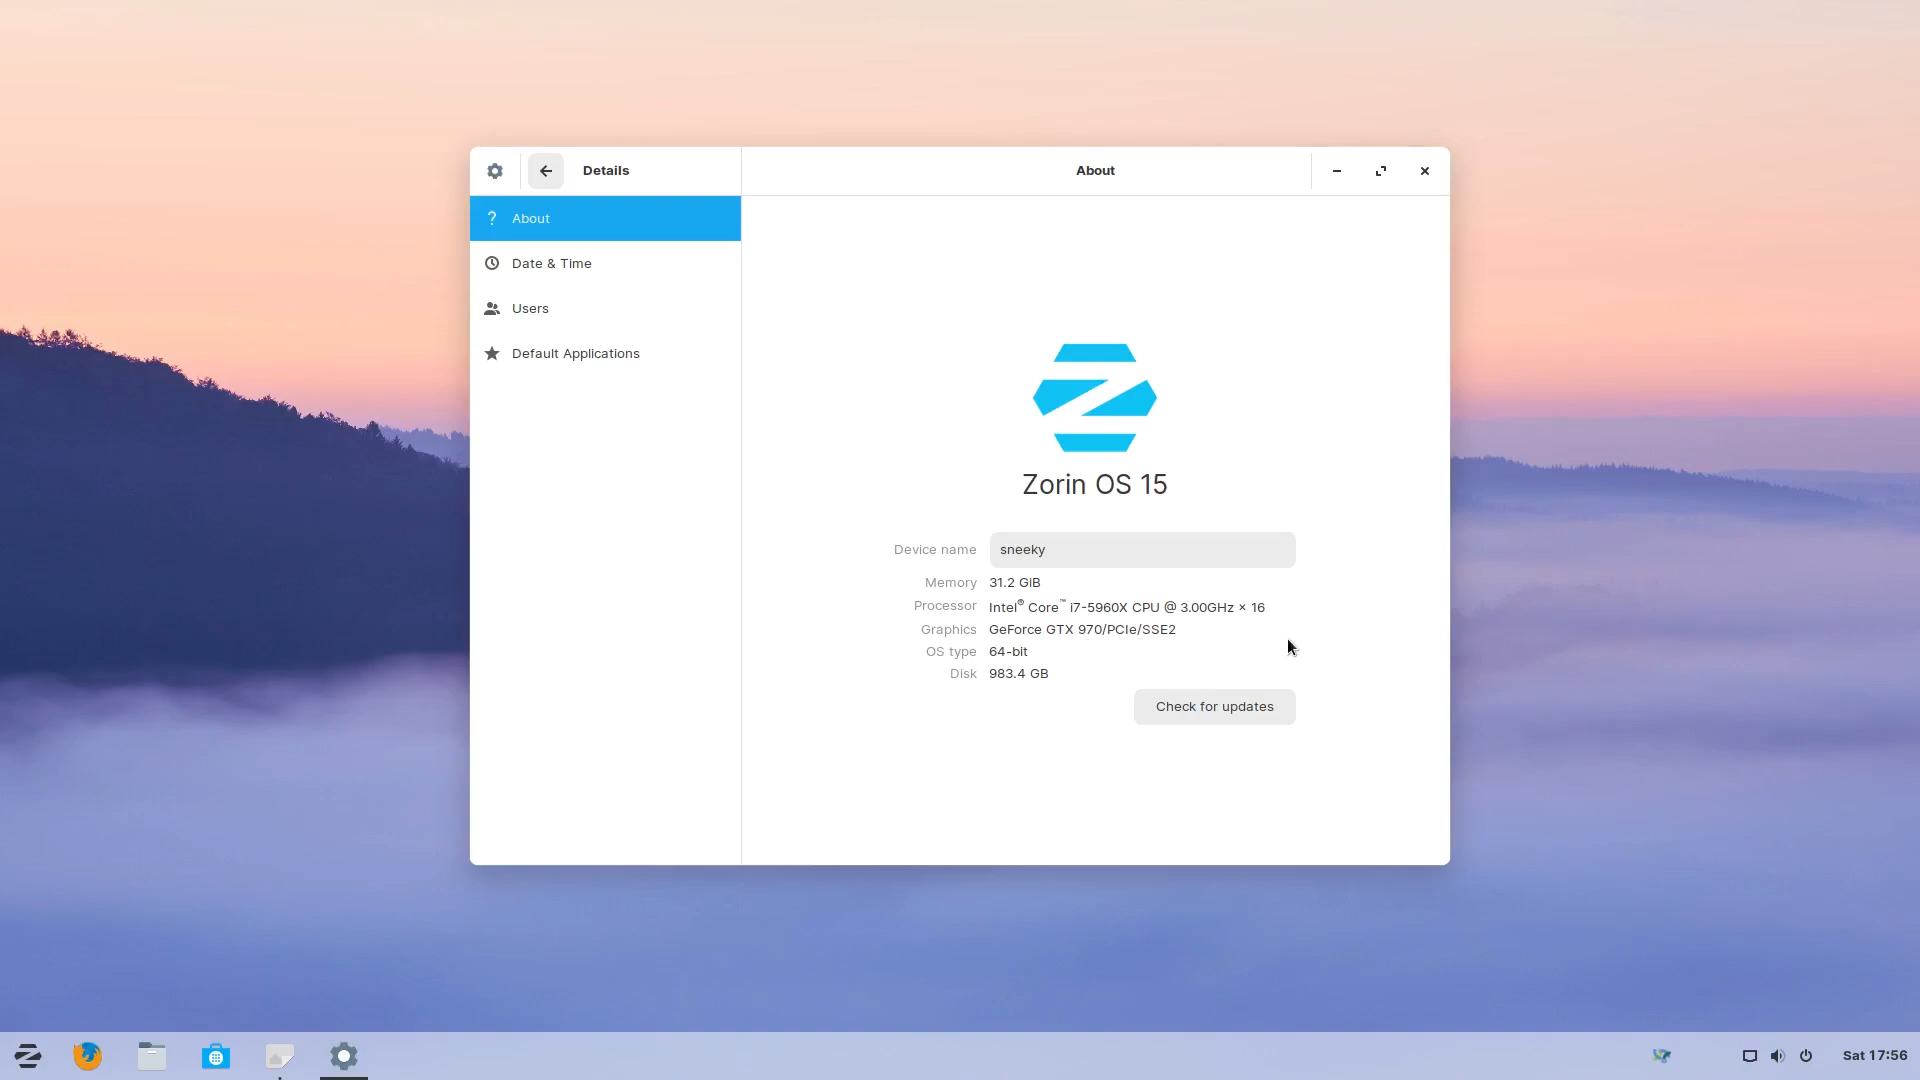 Details
About
About
Date & Time
Users
Default Applications
Zorin OS 15
Device name sneeky
Memory 31.2 GiB
Processor Intel® Core™ i7-5960X CPU @ 3.00GHz × 16
Graphics GeForce GTX 970/PCIe/SSE2
OS type 64-bit
Disk 983.4 GB
Check for updates
Sat 17:56